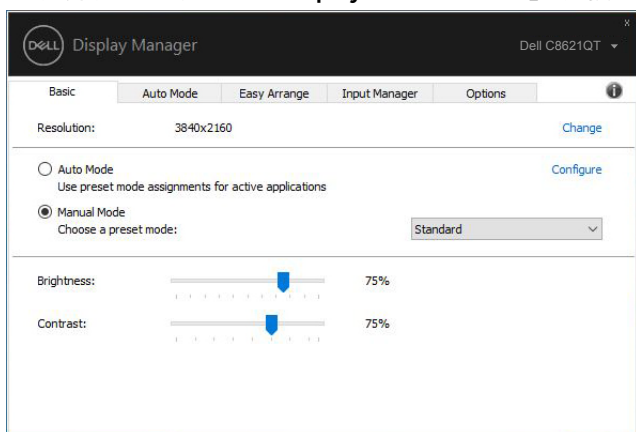 DELL Display Manager Dell C8621QT
x
Basic Auto Mode Easy Arrange Input Manager Options
Resolution: 3840x2160 Change
Auto Mode Configure
Use preset mode assignments for active applications
Manual Mode
Choose a preset mode: Standard
Brightness: 75%
Contrast: 75%